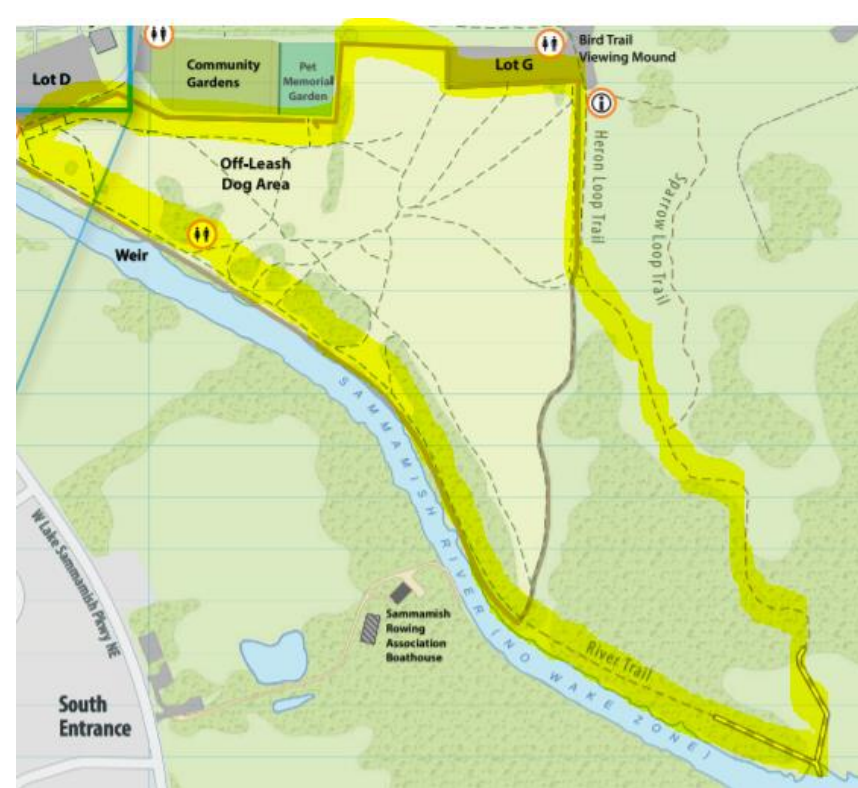 Bird Trail
Viewing Mound
Lot D
Community
Gardens
Pet
Memorial
Garden
Lot G
i
Off-Leash
Dog Area
Heron Loop Trail
Sparrow Loop Trail
Weir
SAMMAMISH RIVER (NO WAKE ZONE)
W Lake Sammamish Pkwy NE
Sammamish
Rowing
Association
Boathouse
River Trail
South
Entrance